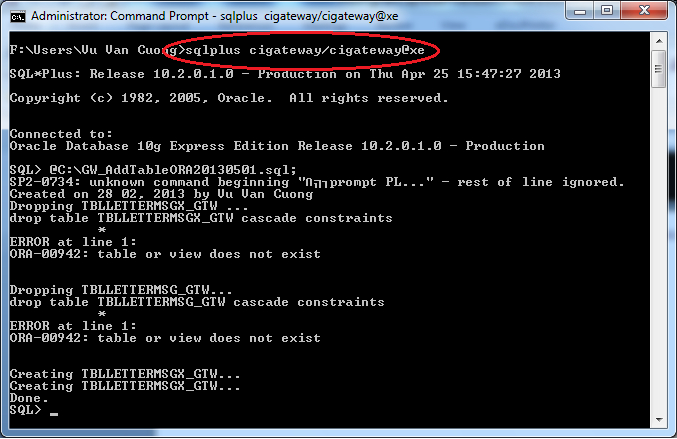 Administrator: Command Prompt - sqlplus cigateway/cigateway@xe
F:\Users\Vu Van Cuong>sqlplus cigateway/cigateway@xe
SQL*Plus: Release 10.2.0.1.0 - Production on Thu Apr 25 15:47:27 2013
Copyright (c) 1982, 2005, Oracle.  All rights reserved.
Connected to:
Oracle Database 10g Express Edition Release 10.2.0.1.0 - Production
SQL> @C:\GW_AddTableORA20130501.sql;
SP2-0734: unknown command beginning "prompt PL..." - rest of line ignored.
Created on 28 02, 2013 by Vu Van Cuong
Dropping TBLLETTERMSGX_GTW ...
drop table TBLLETTERMSGX_GTW cascade constraints
*
ERROR at line 1:
ORA-00942: table or view does not exist
Dropping TBLLETTERMSG_GTW...
drop table TBLLETTERMSG_GTW cascade constraints
*
ERROR at line 1:
ORA-00942: table or view does not exist
Creating TBLLETTERMSGX_GTW...
Creating TBLLETTERMSGX_GTW...
Done.
SQL> _